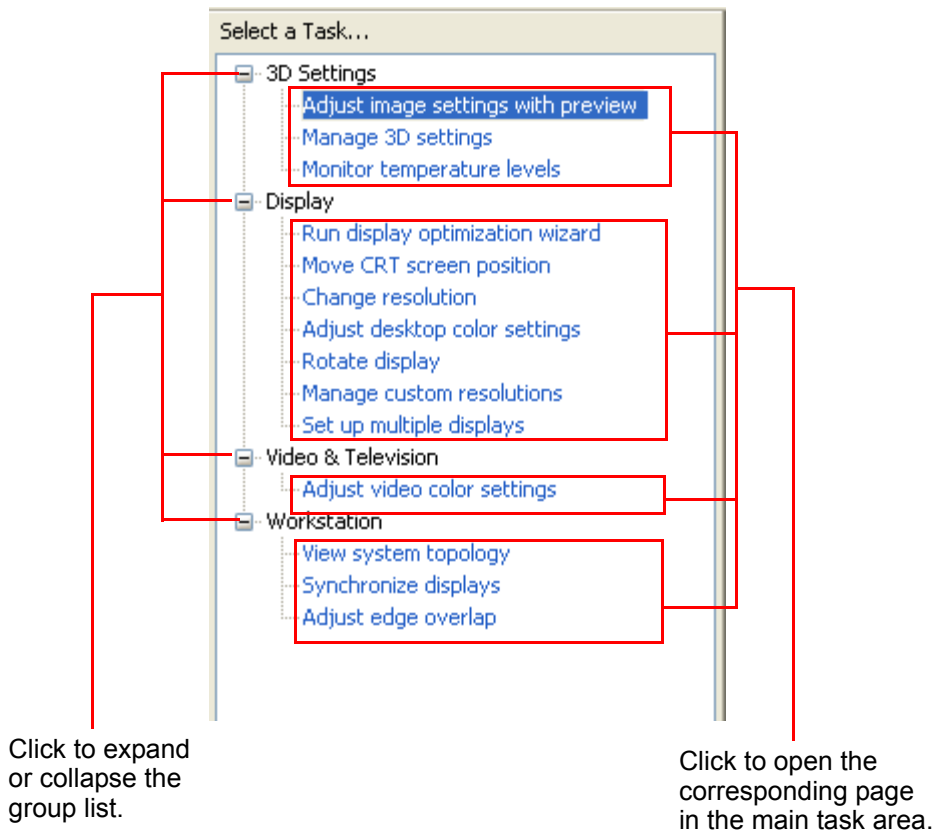 Select a Task...
3D Settings
Adjust image settings with preview
Manage 3D settings
Monitor temperature levels
Display
Run display optimization wizard
Move CRT screen position
Change resolution
Adjust desktop color settings
Rotate display
Manage custom resolutions
Set up multiple displays
Video & Television
Adjust video color settings
Workstation
View system topology
Synchronize displays
Adjust edge overlap
Click to expand
or collapse the
group list.
Click to open the
corresponding page
in the main task area.